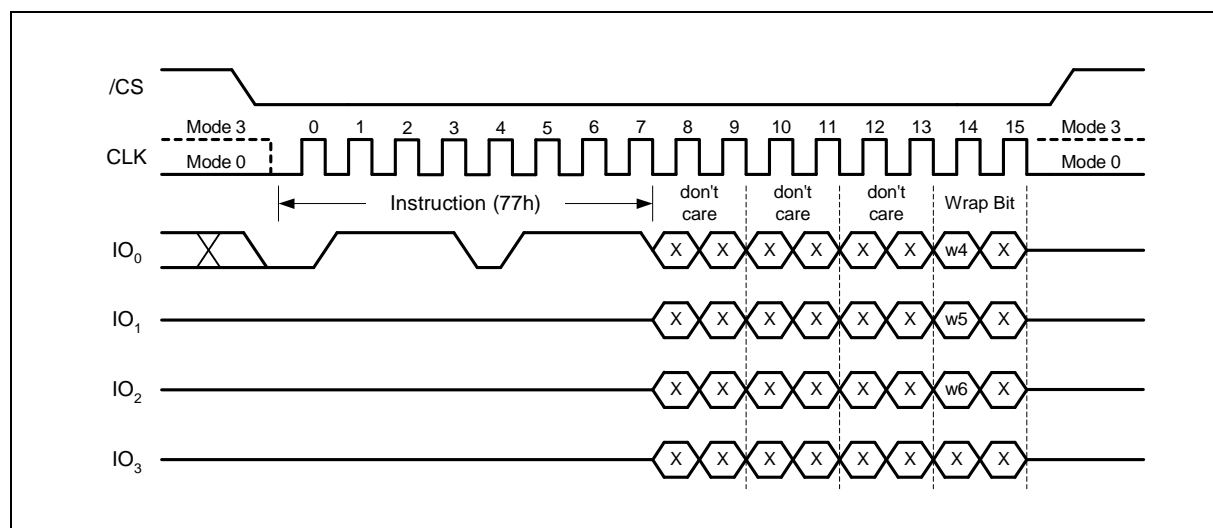 /CS
Mode 3 0 1 2 3 4 5 6 7 8 9 10 11 12 13 14 15 Mode 3
CLK Mode 0 Mode 0
Instruction (77h) don't care don't care don't care Wrap Bit
IO0 X X X X X X w4 X
IO1 X X X X X X w5 X
IO2 X X X X X X w6 X
IO3 X X X X X X X X